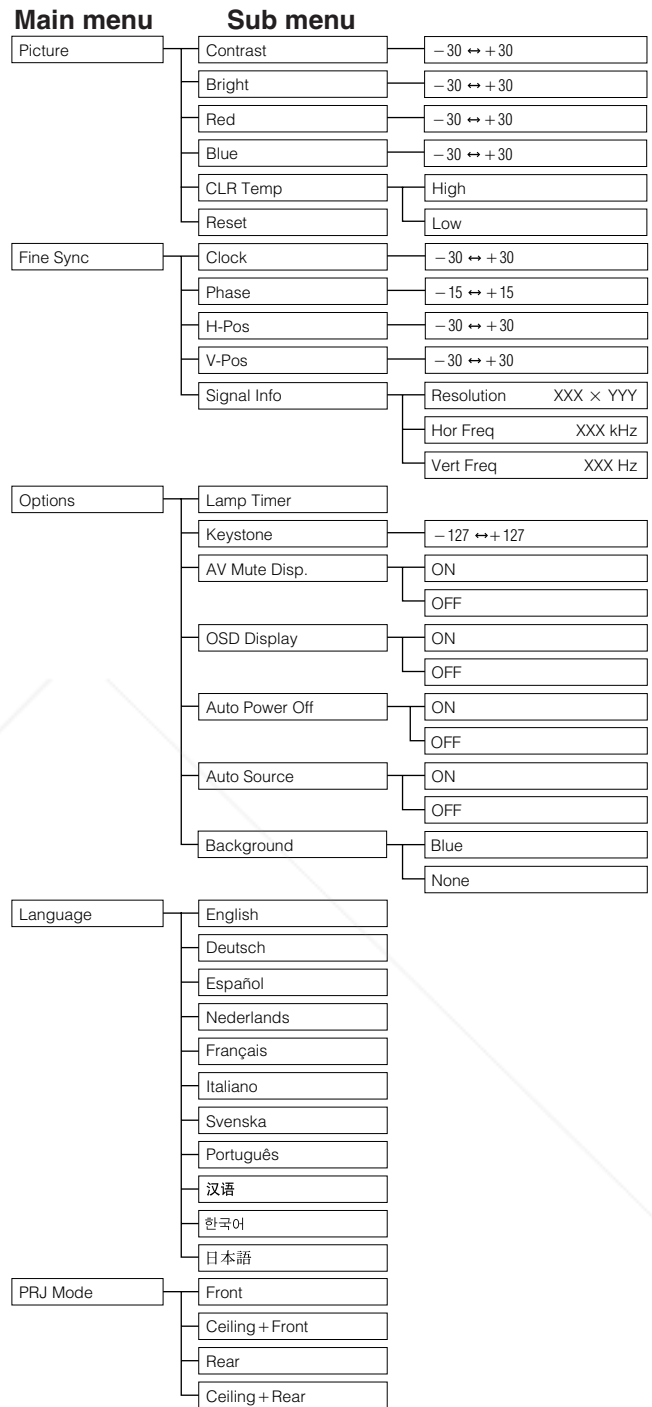 Main menu Sub menu
Picture Contrast −30 ↔ +30
Bright −30 ↔ +30
Red −30 ↔ +30
Blue −30 ↔ +30
CLR Temp High
Reset Low
Fine Sync Clock −30 ↔ +30
Phase −15 ↔ +15
H-Pos −30 ↔ +30
V-Pos −30 ↔ +30
Signal Info Resolution XXX × YYY
Hor Freq XXX kHz
Vert Freq XXX Hz
Options Lamp Timer
Keystone −127 ↔ +127
AV Mute Disp. ON
OFF
OSD Display ON
OFF
Auto Power Off ON
OFF
Auto Source ON
OFF
Background Blue
None
Language English
Deutsch
Español
Nederlands
Français
Italiano
Svenska
Português
汉语
한국어
日本語
PRJ Mode Front
Ceiling+Front
Rear
Ceiling+Rear